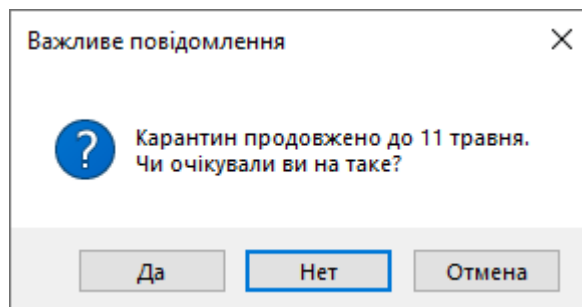 Важливе повідомлення
Карантин продовжено до 11 травня.
Чи очікували ви на таке?
Да
Нет
Отмена